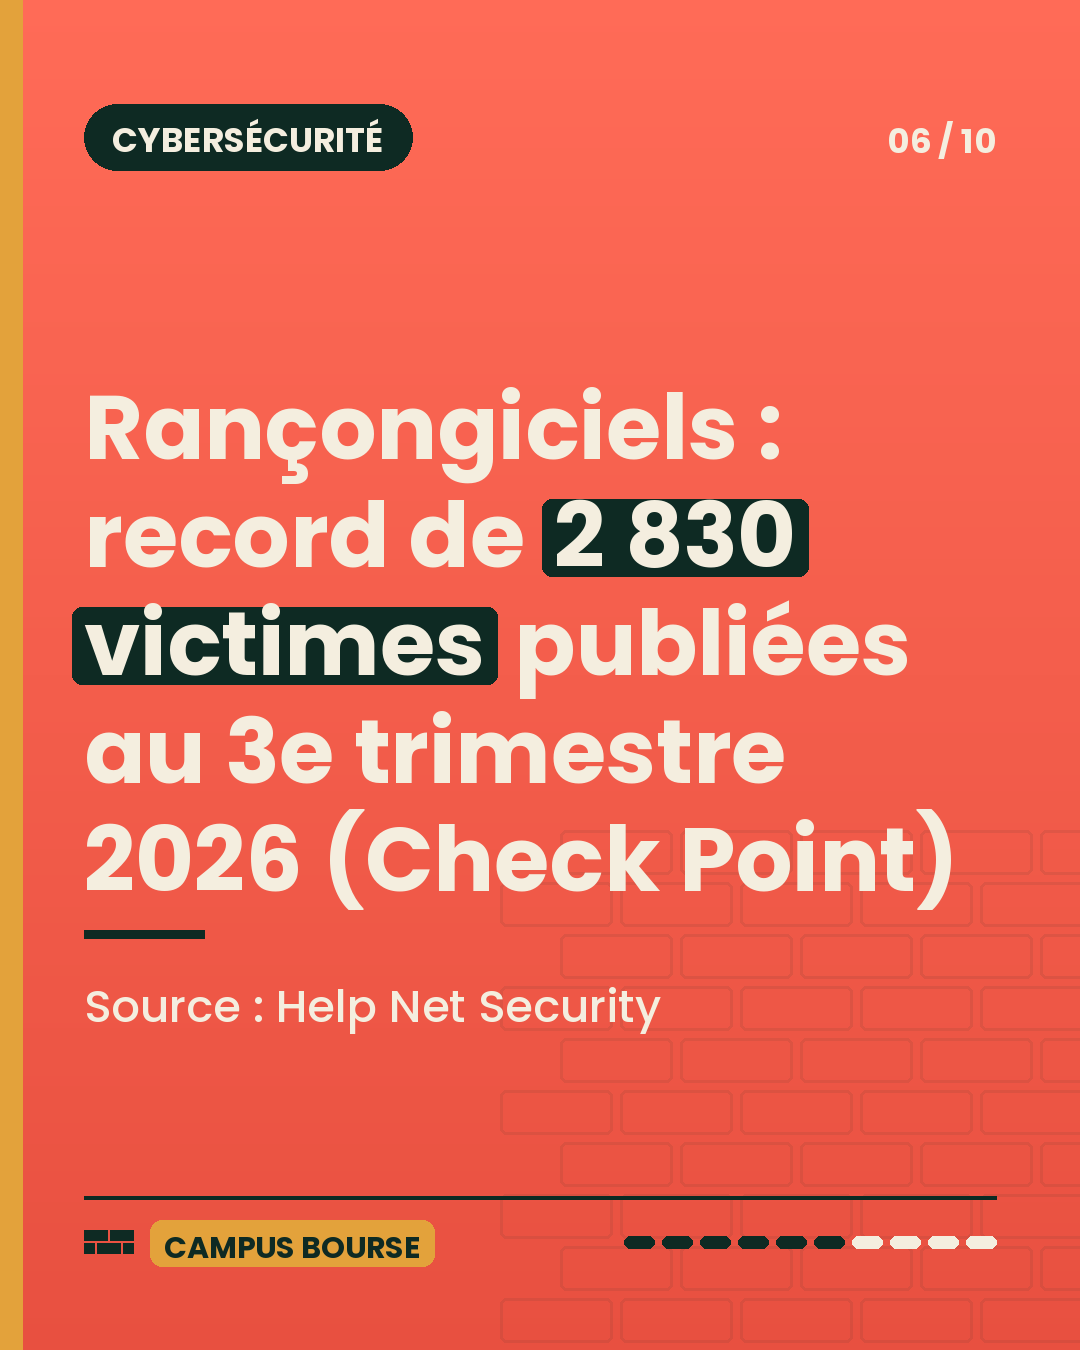 CYBERSÉCURITÉ
06 / 10
Rançongiciels :
record de 2 830
victimes publiées
au 3e trimestre
2026 (Check Point)
Source : Help Net Security
CAMPUS BOURSE